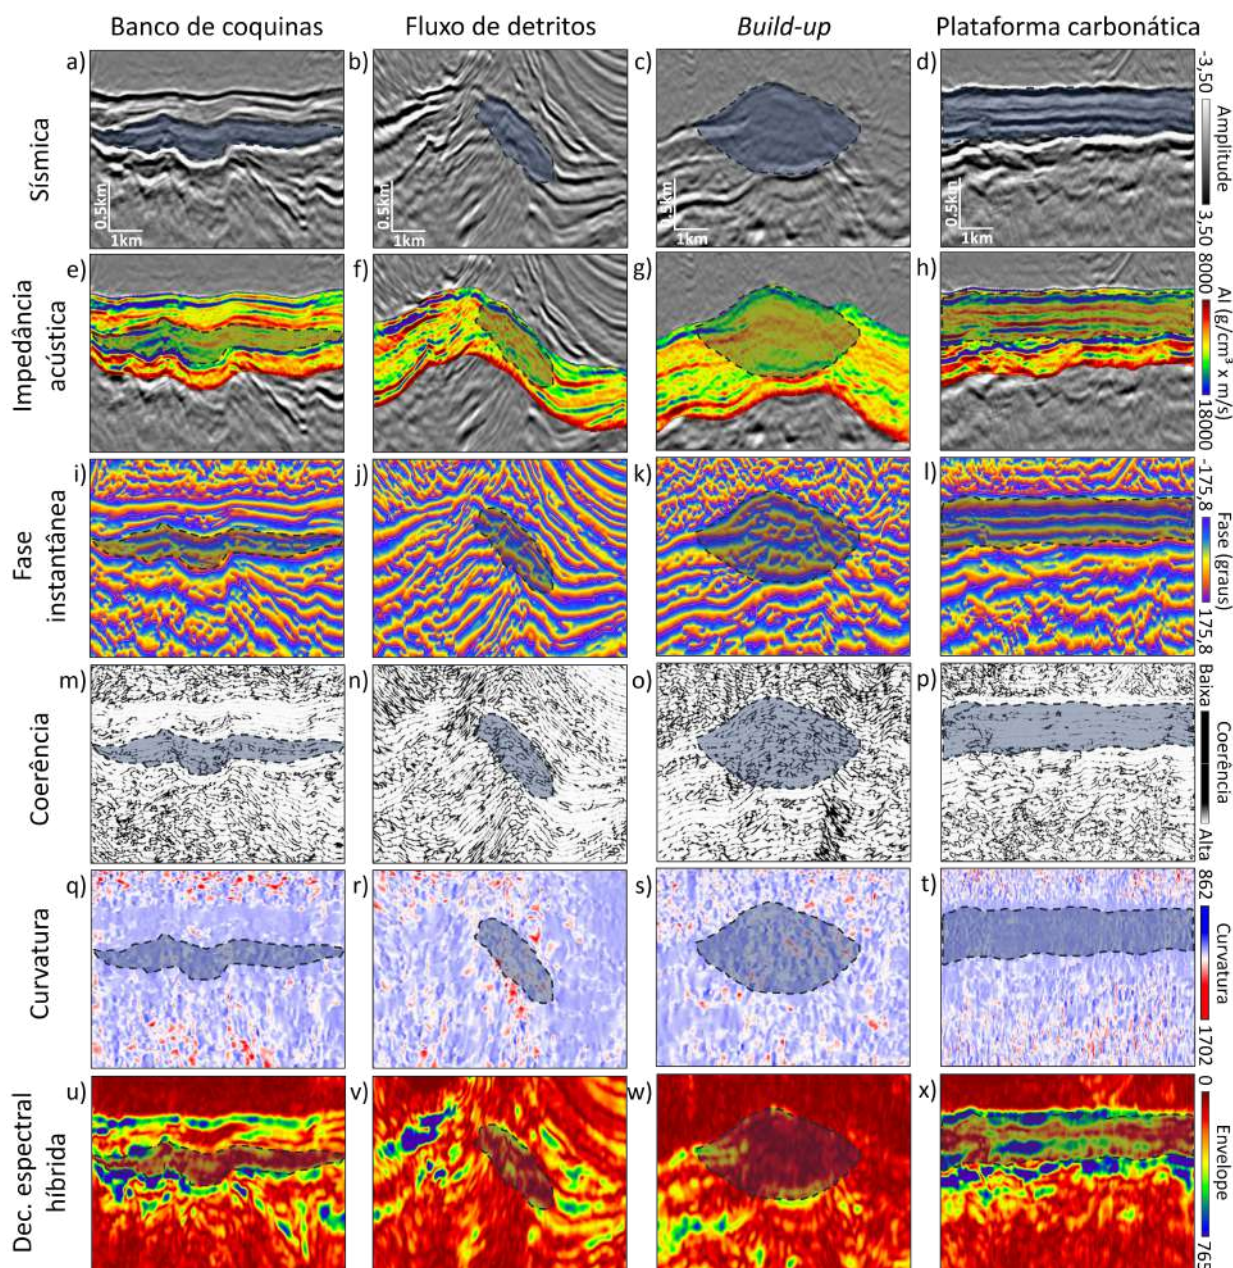 Banco de coquinas
Fluxo de detritos
Build-up
Plataforma carbonática
Sísmica
a)
0.5km
1km
b)
0.5km
1km
c)
0.5km
1km
d)
0.5km
1km
-3,50
Amplitude
3,50
Impedância
acústica
e)
f)
g)
h)
8000
AI (g/cm³ x m/s)
18000
Fase
instantânea
i)
j)
k)
l)
-175,8
Fase (graus)
175,8
Coerência
m)
n)
o)
p)
Baixa
Coerência
Alta
Curvatura
q)
r)
s)
t)
862
Curvatura
1702
Dec. espectral
híbrida
u)
v)
w)
x)
0
Envelope
765